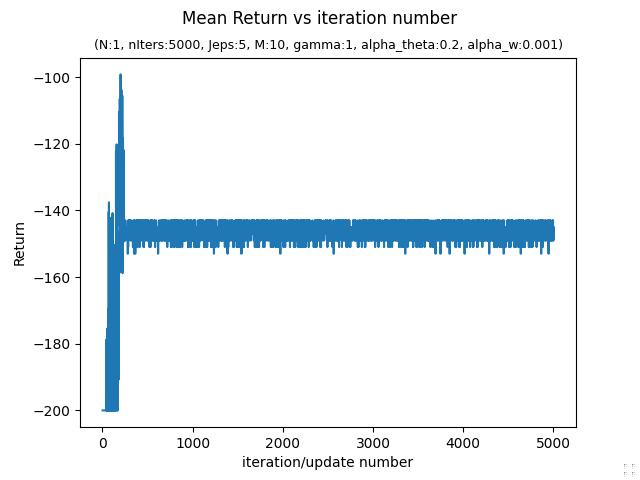 Mean Return vs iteration number
(N:1, nIters:5000, Jeps:5, M:10, gamma:1, alpha_theta:0.2, alpha_w:0.001)
−100
−120
−140
−160
−180
−200
Return
0 1000 2000 3000 4000 5000
iteration/update number